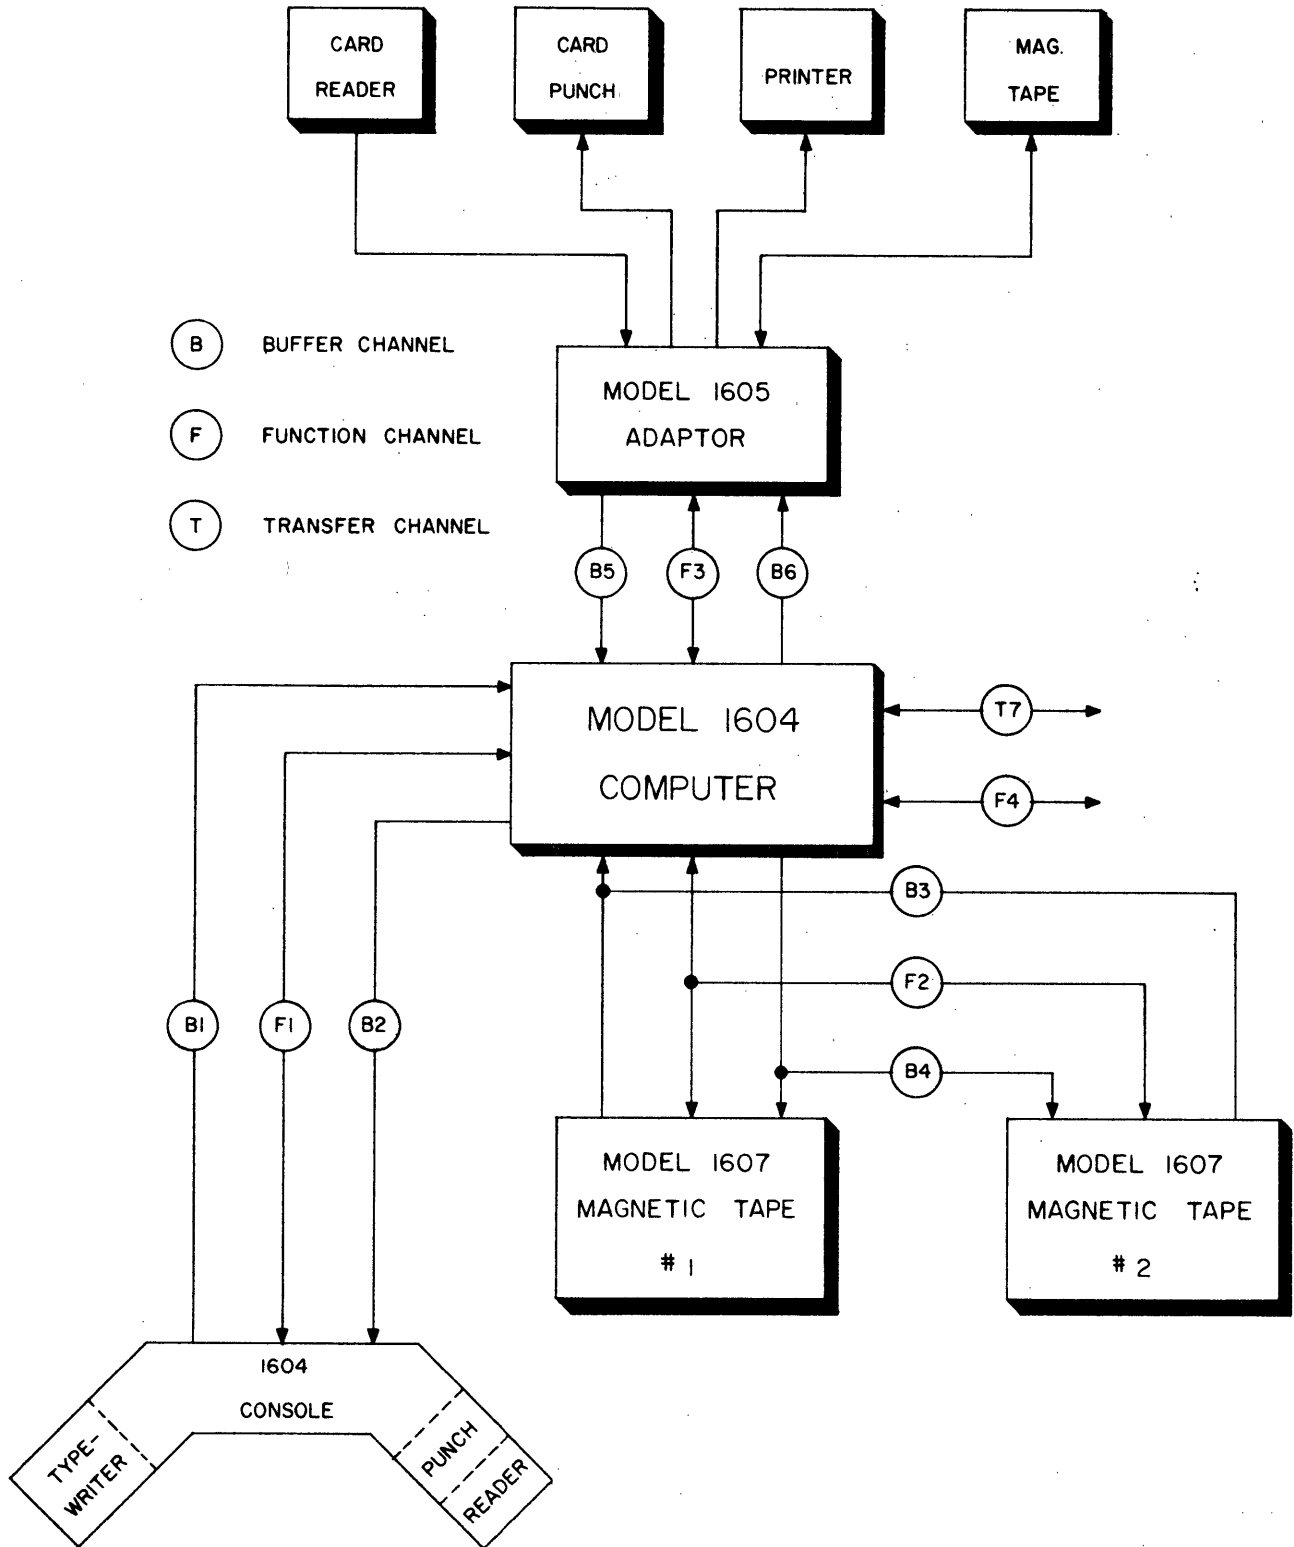 CARD
READER
CARD
PUNCH
PRINTER
MAG.
TAPE
B BUFFER CHANNEL
F FUNCTION CHANNEL
T TRANSFER CHANNEL
MODEL 1605
ADAPTOR
B5
F3
B6
MODEL 1604
COMPUTER
T7
F4
B3
F2
B4
B1
F1
B2
MODEL 1607
MAGNETIC TAPE
# 1
MODEL 1607
MAGNETIC TAPE
# 2
1604
CONSOLE
TYPE-
WRITER
PUNCH
READER